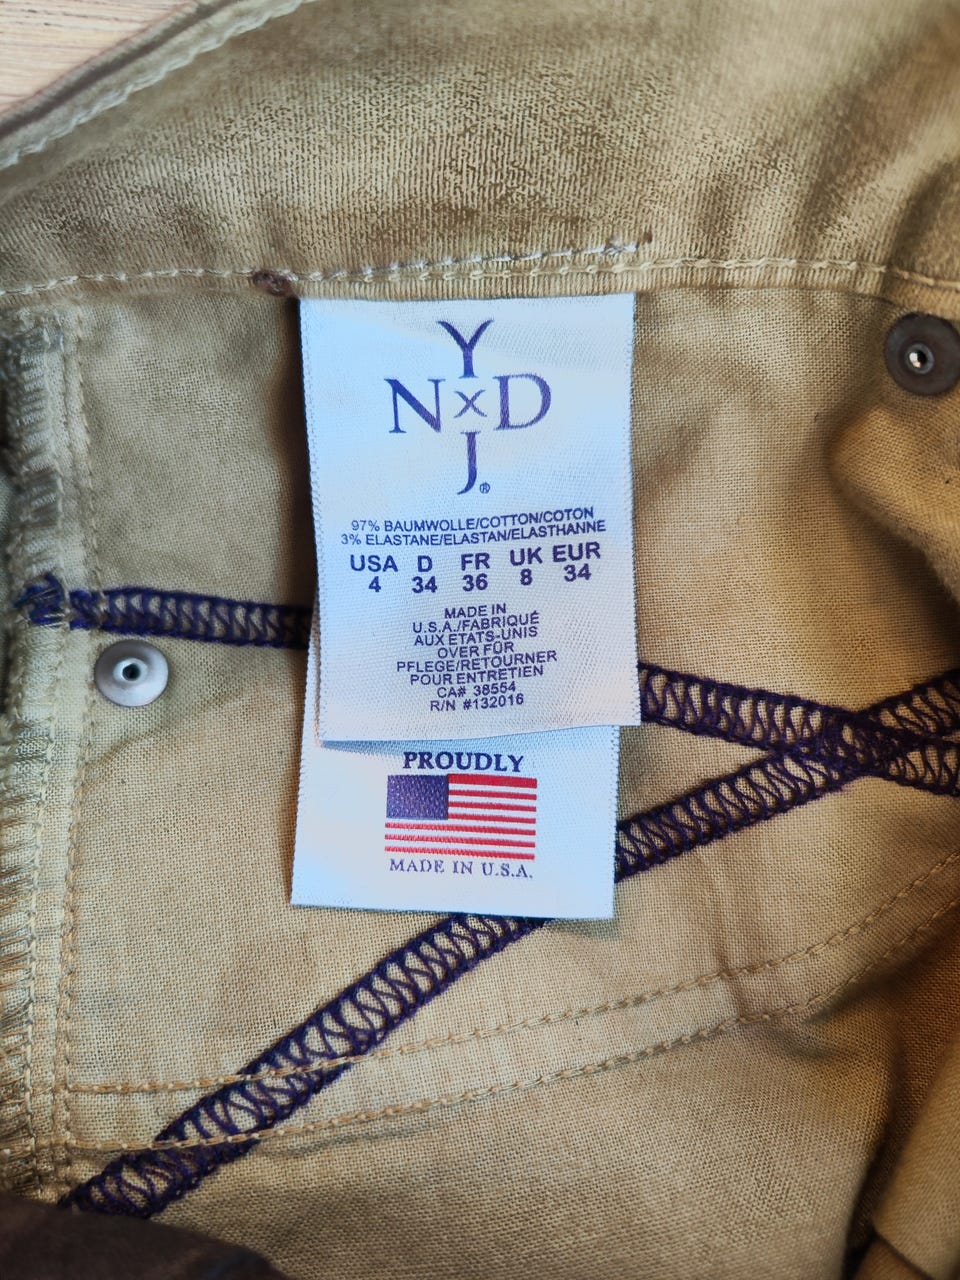 Y
N x D
J®
97% BAUMWOLLE/COTTON/COTON
3% ELASTANE/ELASTAN/ELASTHANNE
USA D FR UK EUR
4 34 36 8 34
MADE IN
U.S.A./FABRIQUÉ
AUX ETATS-UNIS
OVER FÜR
PFLEGE/RETOURNER
POUR ENTRETIEN
CA# 38554
R/N #132016
PROUDLY
MADE IN U.S.A.